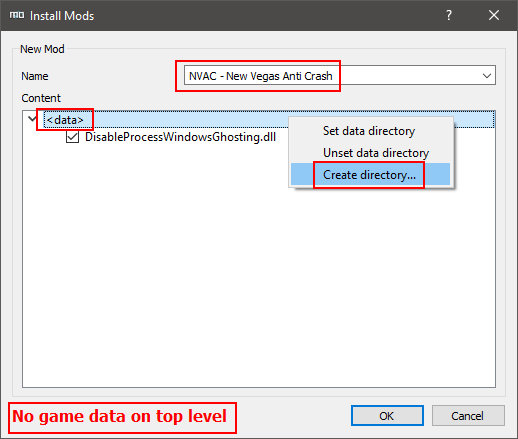 Install Mods
?
New Mod
Name
NVAC - New Vegas Anti Crash
Content
<data>
DisableProcessWindowsGhosting.dll
Set data directory
Unset data directory
Create directory...
No game data on top level
OK
Cancel